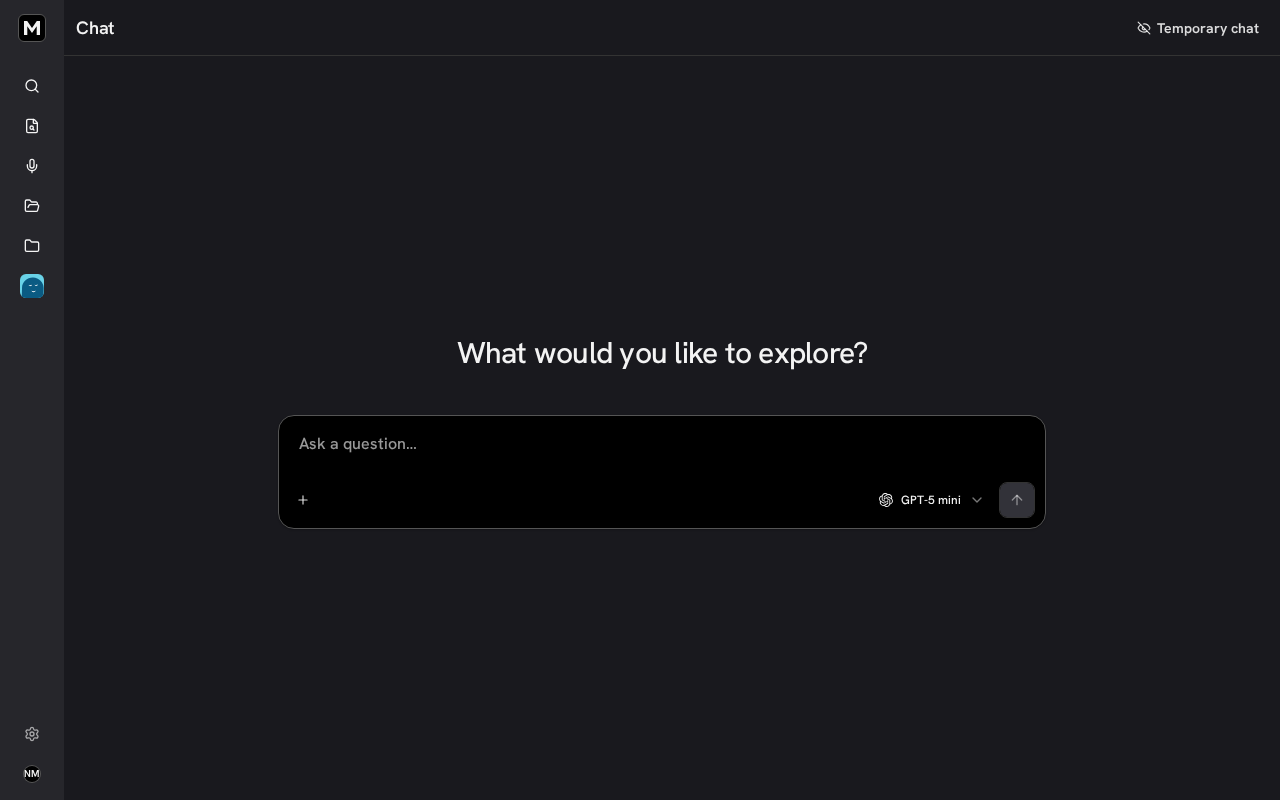 M
Chat
Temporary chat
What would you like to explore?
Ask a question...
GPT-5 mini
NM